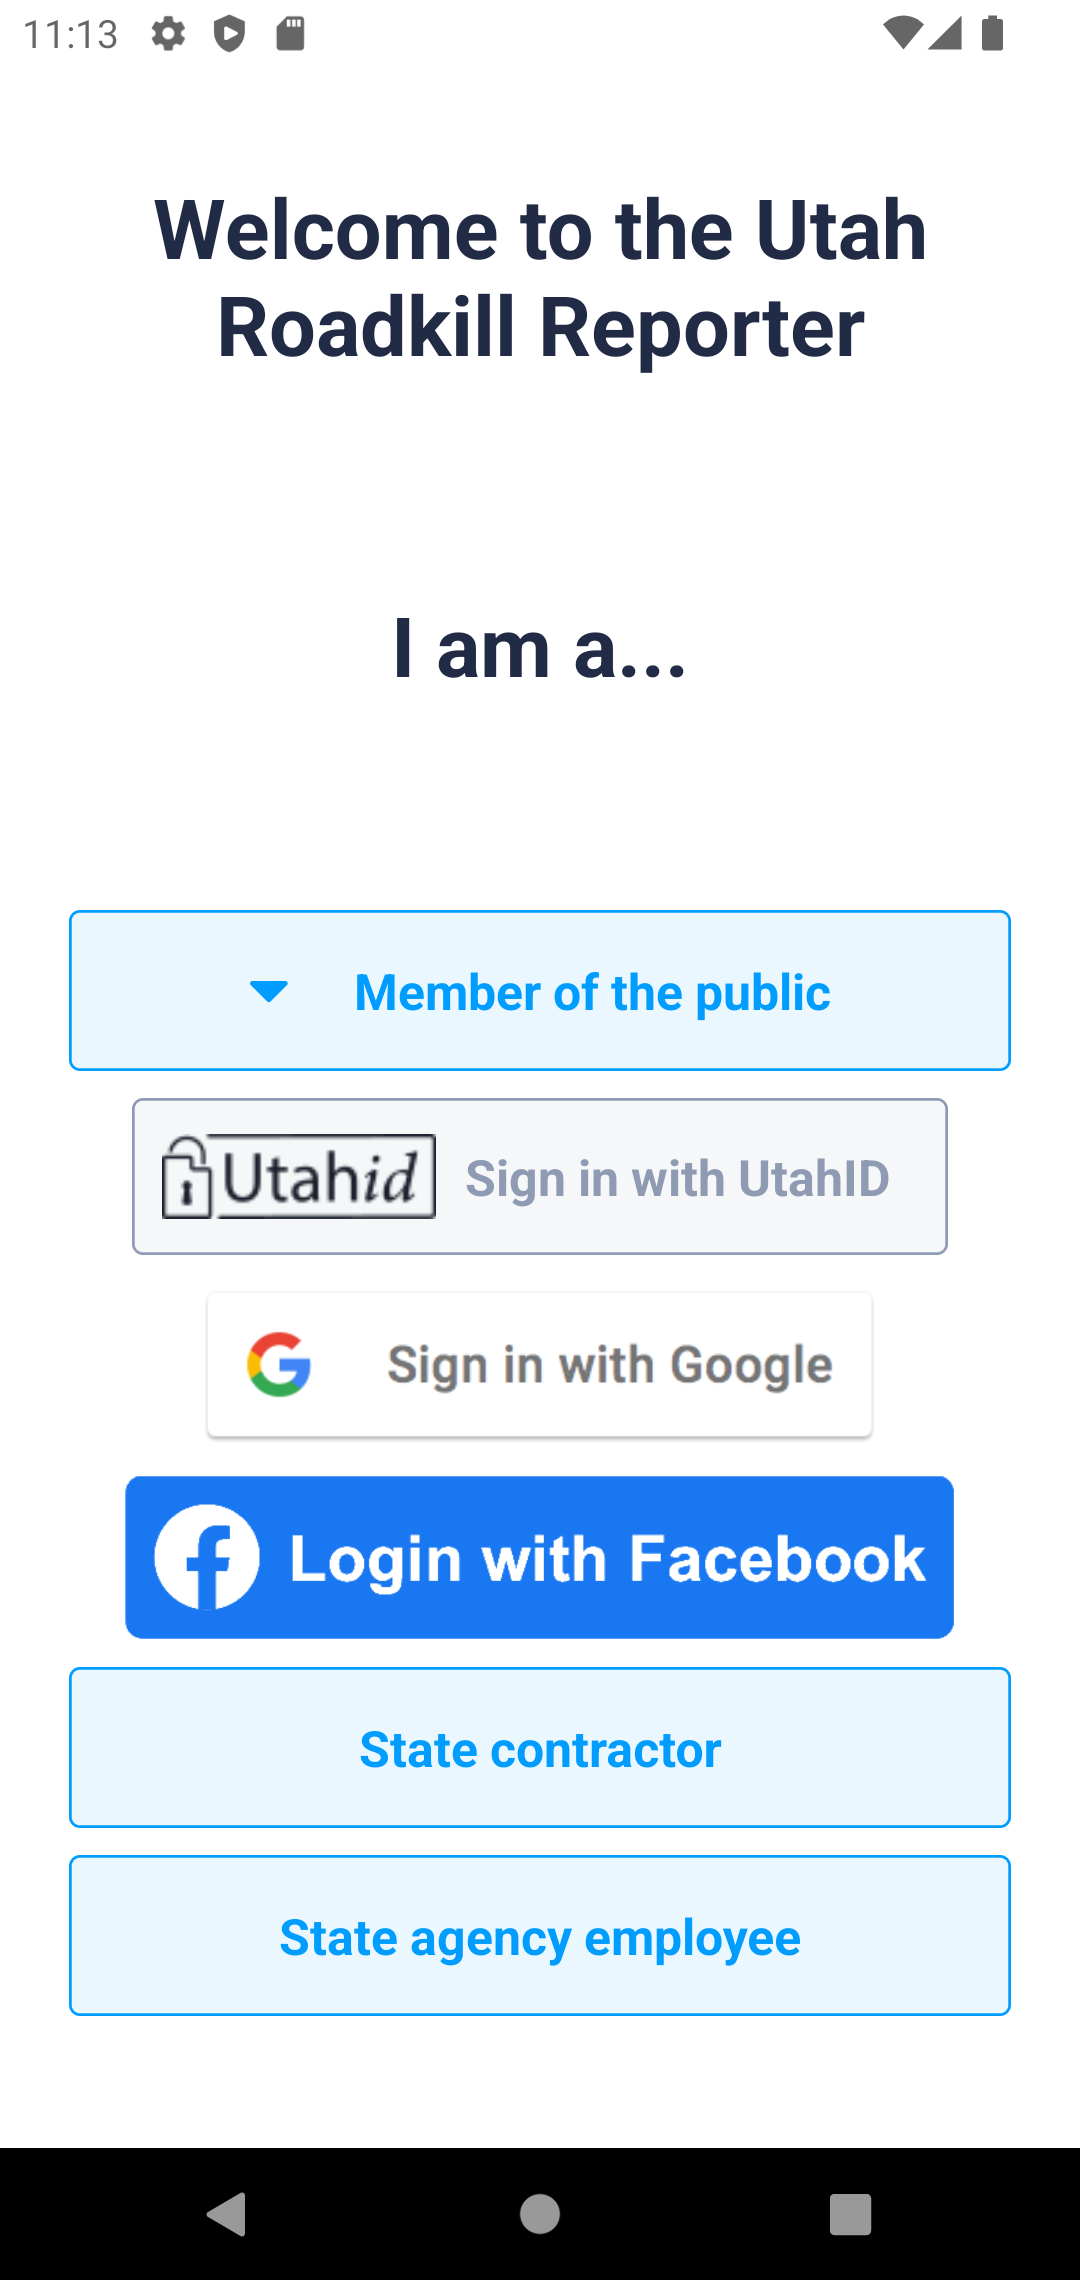 11:13
Welcome to the Utah
Roadkill Reporter
I am a...
Member of the public
Utahid Sign in with UtahID
Sign in with Google
Login with Facebook
State contractor
State agency employee